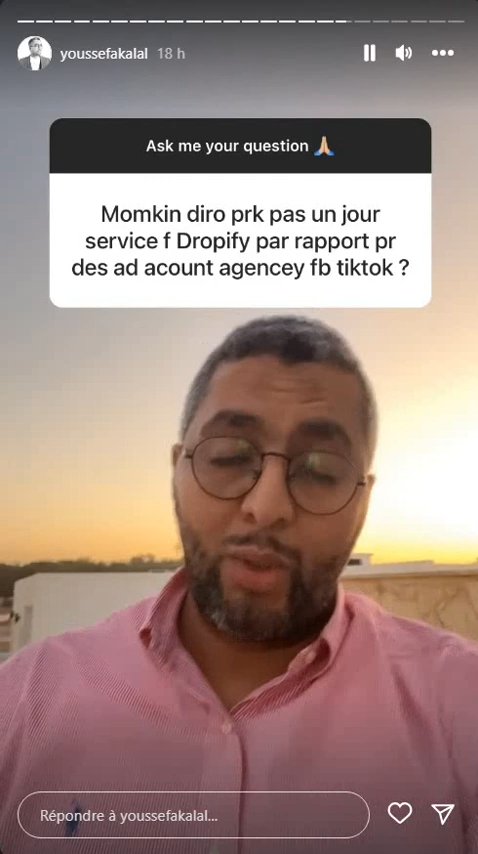 youssefakalal 18 h
Ask me your question 🙏🏼
Momkin diro prk pas un jour
service f Dropify par rapport pr
des ad acount agencey fb tiktok ?
Répondre à youssefakalal...